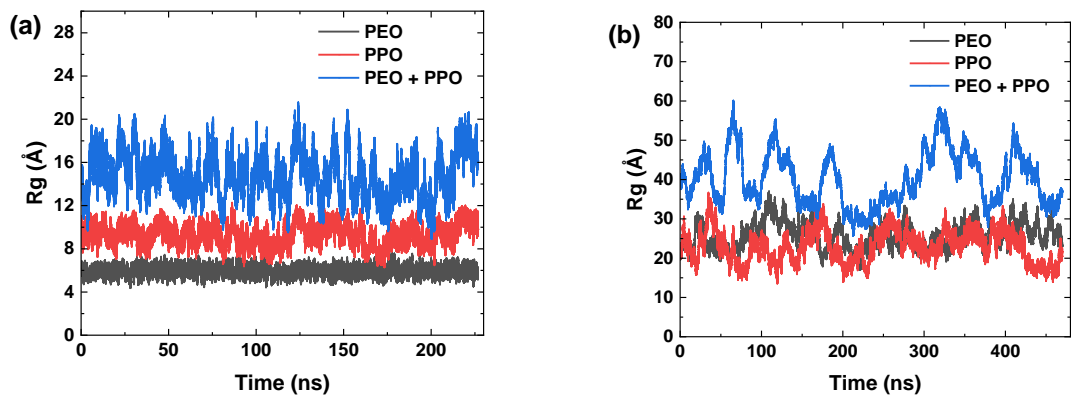 (a)
28
24
20
16
12
8
4
0
Rg (Å)
PEO
PPO
PEO + PPO
0 50 100 150 200
Time (ns)
(b)
80
70
60
50
40
30
20
10
0
Rg (Å)
PEO
PPO
PEO + PPO
0 100 200 300 400
Time (ns)